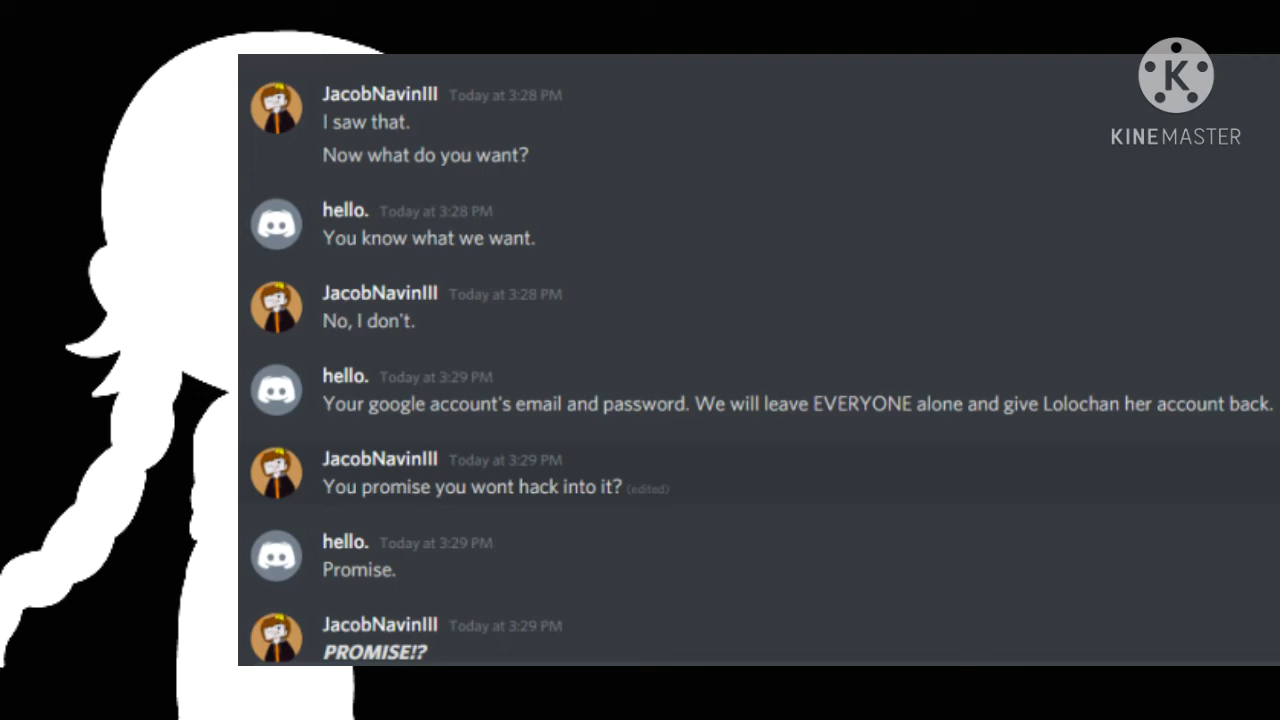 JacobNavinIII Today at 3:28 PM
I saw that.
Now what do you want?
hello. Today at 3:28 PM
You know what we want.
JacobNavinIII Today at 3:28 PM
No, I don't.
hello. Today at 3:29 PM
Your google account's email and password. We will leave EVERYONE alone and give Lolochan her account back.
JacobNavinIII Today at 3:29 PM
You promise you wont hack into it? (edited)
hello. Today at 3:29 PM
Promise.
JacobNavinIII Today at 3:29 PM
PROMISE!?
K
KINEMASTER